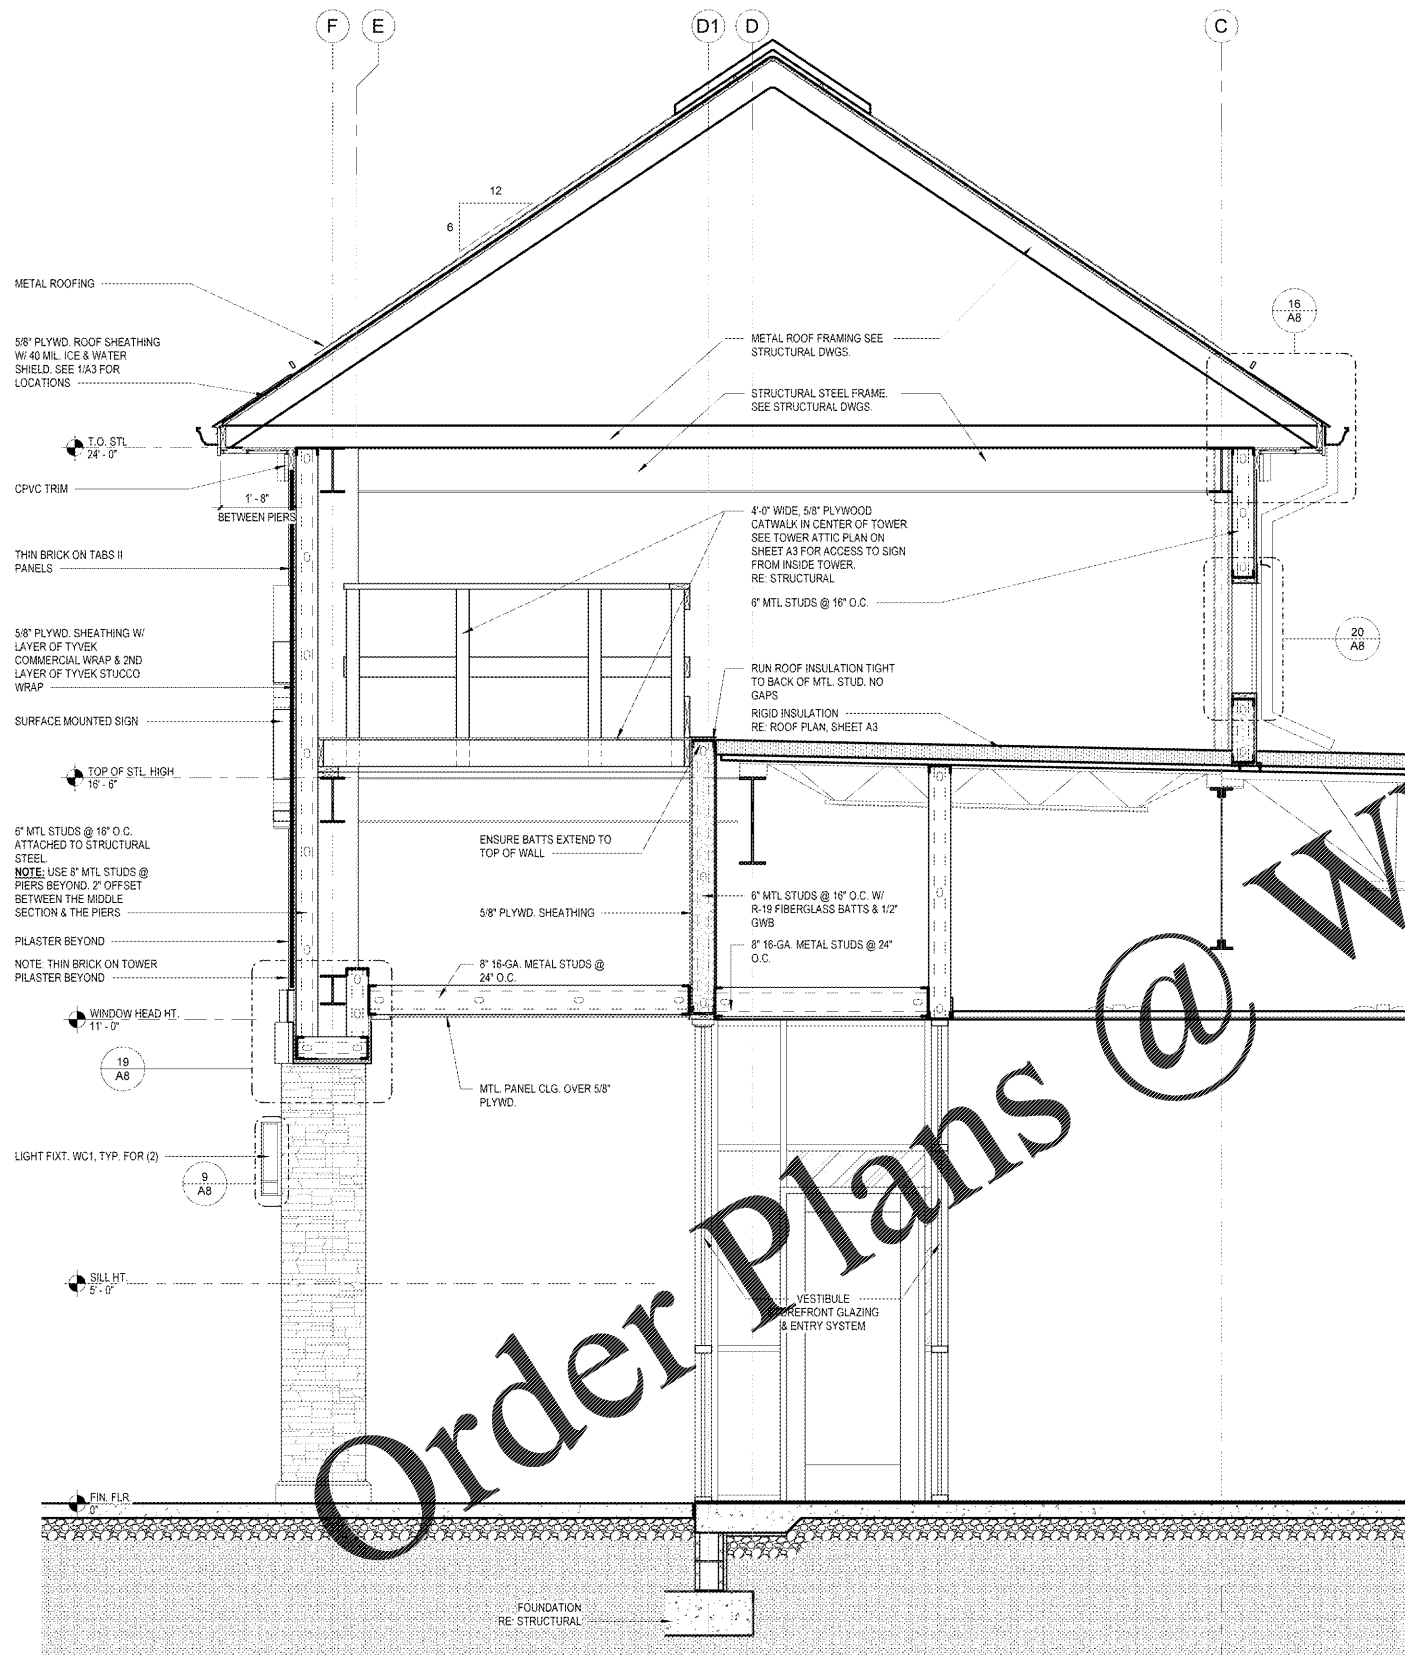 F
E
D1
D
C
12
6
METAL ROOFING
5/8" PLYWD. ROOF SHEATHING
W/ 40 MIL. ICE & WATER
SHIELD. SEE 1/A3 FOR
LOCATIONS
METAL ROOF FRAMING SEE
STRUCTURAL DWGS.
STRUCTURAL STEEL FRAME.
SEE STRUCTURAL DWGS.
16
A8
T.O. STL
24' - 0"
CPVC TRIM
1' - 8"
BETWEEN PIERS
4'-0" WIDE, 5/8" PLYWOOD
CATWALK IN CENTER OF TOWER.
SEE TOWER ATTIC PLAN ON
SHEET A3 FOR ACCESS TO SIGN
FROM INSIDE TOWER.
RE: STRUCTURAL
6" MTL STUDS @ 16" O.C.
THIN BRICK ON TABS II
PANELS
5/8" PLYWD. SHEATHING W/
LAYER OF TYVEK
COMMERCIAL WRAP & 2ND
LAYER OF TYVEK STUCCO
WRAP
20
A8
RUN ROOF INSULATION TIGHT
TO BACK OF MTL. STUD. NO
GAPS
SURFACE MOUNTED SIGN
RIGID INSULATION
RE: ROOF PLAN, SHEET A3
TOP OF STL. HIGH
16' - 6"
6" MTL STUDS @ 16" O.C.
ATTACHED TO STRUCTURAL
STEEL.
NOTE: USE 8" MTL STUDS @
PIERS BEYOND. 2" OFFSET
BETWEEN THE MIDDLE
SECTION & THE PIERS
ENSURE BATTS EXTEND TO
TOP OF WALL
5/8" PLYWD. SHEATHING
6" MTL STUDS @ 16" O.C. W/
R-19 FIBERGLASS BATTS & 1/2"
GWB
PILASTER BEYOND
NOTE: THIN BRICK ON TOWER
PILASTER BEYOND
8" 16-GA. METAL STUDS @
24" O.C.
8" 16-GA. METAL STUDS @ 24"
O.C.
WINDOW HEAD HT.
11' - 0"
19
A8
MTL. PANEL CLG. OVER 5/8"
PLYWD.
LIGHT FIXT. WC1, TYP. FOR (2)
9
A8
SILL HT.
5' - 0"
VESTIBULE
STOREFRONT GLAZING
& ENTRY SYSTEM
FIN. FLR
0"
FOUNDATION
RE: STRUCTURAL
Order Plans @ W